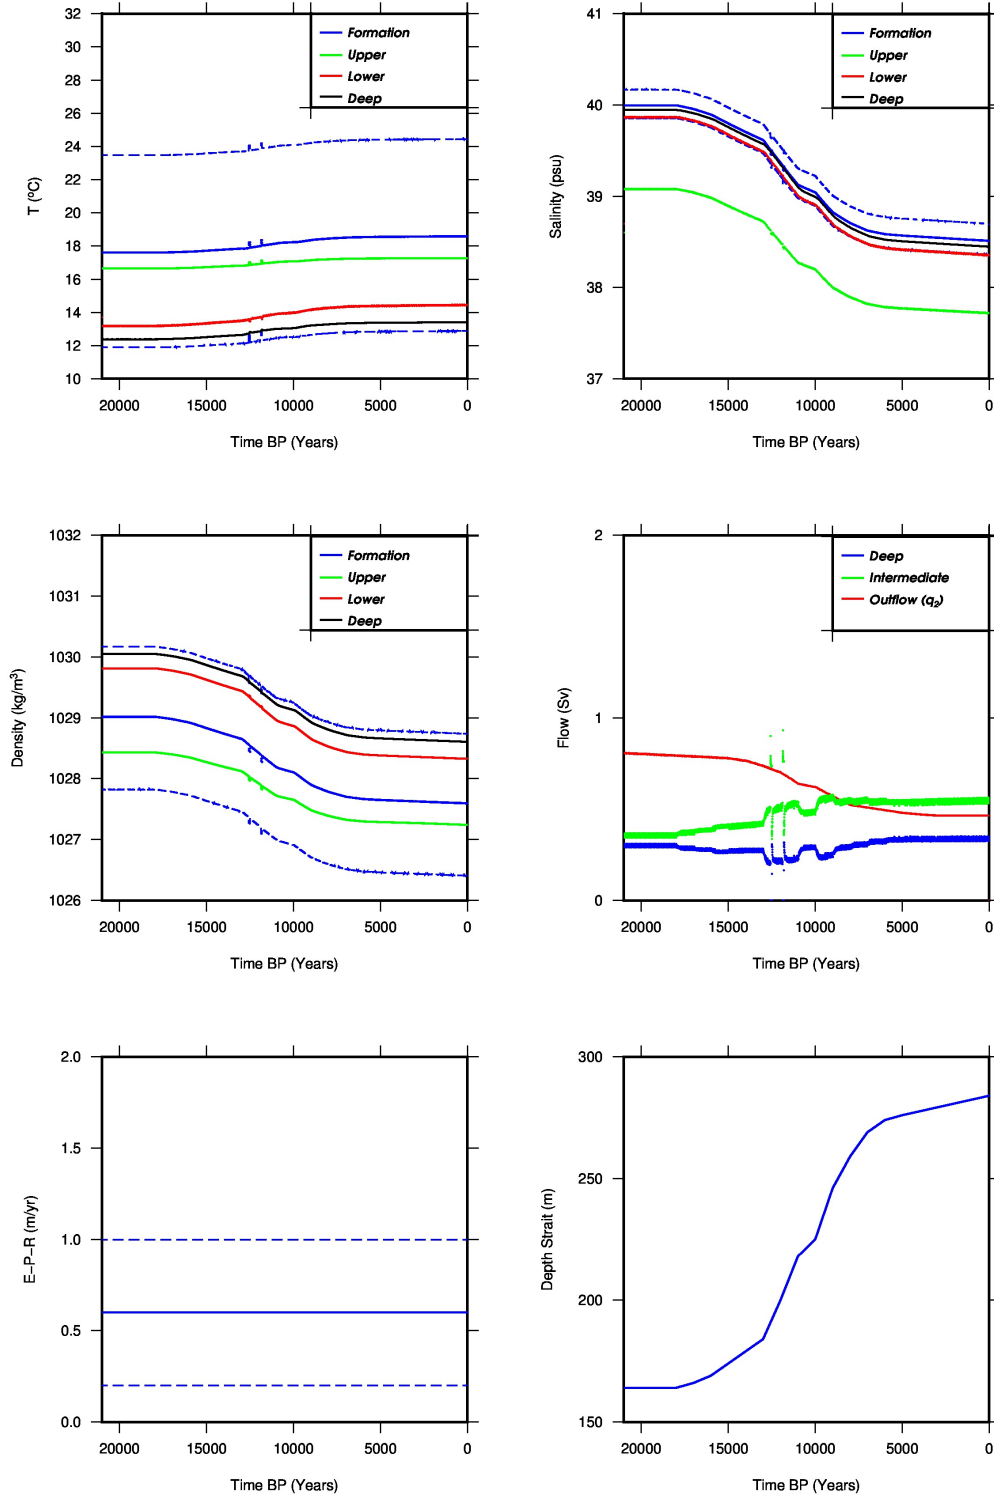 32
30
28
26
24
22
20
18
16
14
12
10
T (ºC)
Formation
Upper
Lower
Deep
20000 15000 10000 5000 0
Time BP (Years)
41
40
39
38
37
Salinity (psu)
Formation
Upper
Lower
Deep
20000 15000 10000 5000 0
Time BP (Years)
1032
1031
1030
1029
1028
1027
1026
Density (kg/m³)
Formation
Upper
Lower
Deep
20000 15000 10000 5000 0
Time BP (Years)
2
1
0
Flow (Sv)
Deep
Intermediate
Outflow (q₂)
20000 15000 10000 5000 0
Time BP (Years)
2.0
1.5
1.0
0.5
0.0
E−P−R (m/yr)
20000 15000 10000 5000 0
Time BP (Years)
300
250
200
150
Depth Strait (m)
20000 15000 10000 5000 0
Time BP (Years)